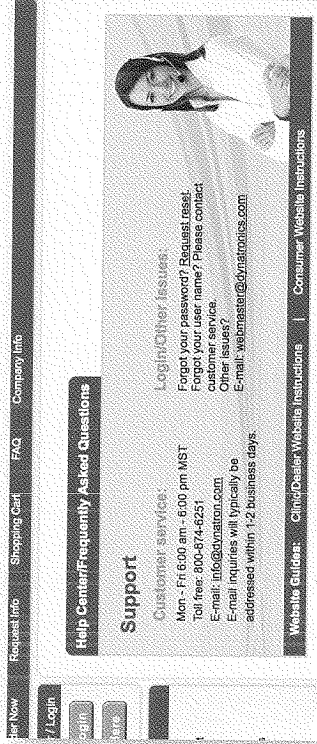 der Now Request Info Shopping Cart FAQ Company Info
/ Login
Help Center/Frequently Asked Questions
Support
Customer service:
Mon - Fri 6:00 am - 6:00 pm MST
Toll free: 800-874-6251
E-mail: info@dynatron.com
E-mail inquiries will typically be
addressed within 1-2 business days.
Login/Other Issues:
Forgot your password? Request reset.
Forgot your user name? Please contact
customer service.
Other issues?
E-mail: webmaster@dynatronics.com
Website Guides: Clinic/Dealer Website Instructions | Consumer Website Instructions